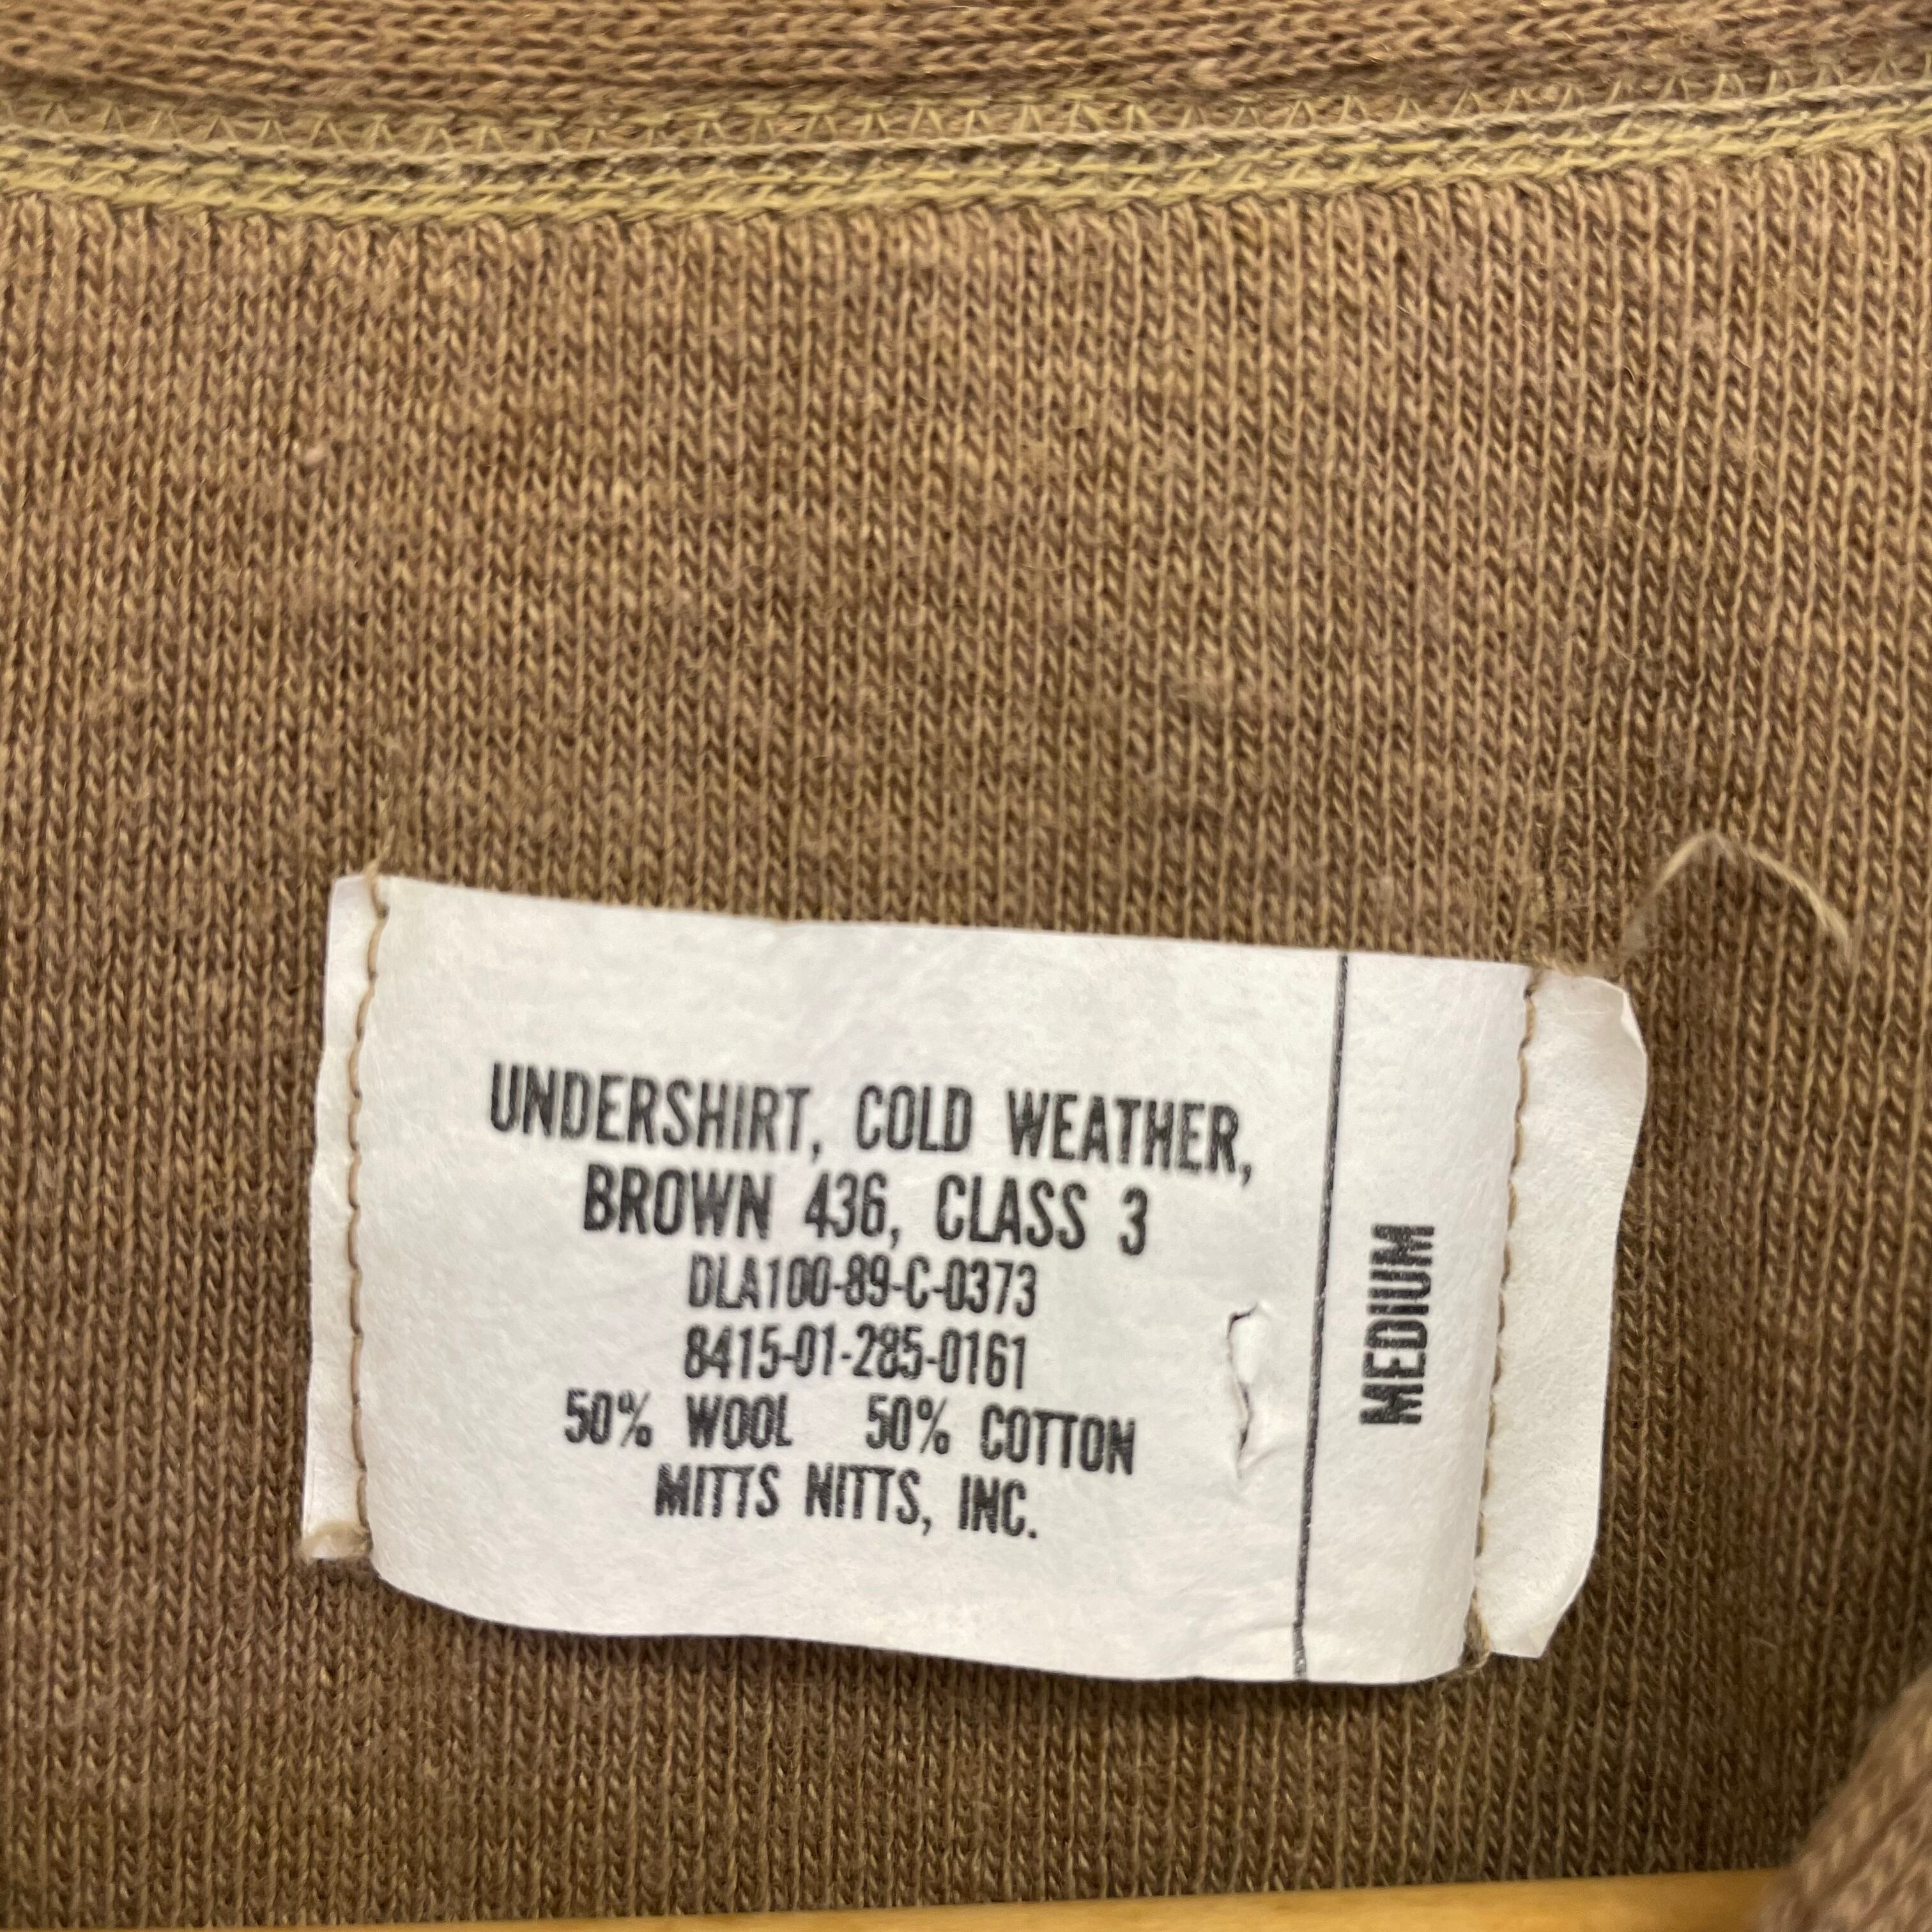 UNDERSHIRT, COLD WEATHER,
BROWN 436, CLASS 3
DLA100-89-C-0373
8415-01-285-0161
50% WOOL 50% COTTON
MITTS NITTS, INC.
MEDIUM